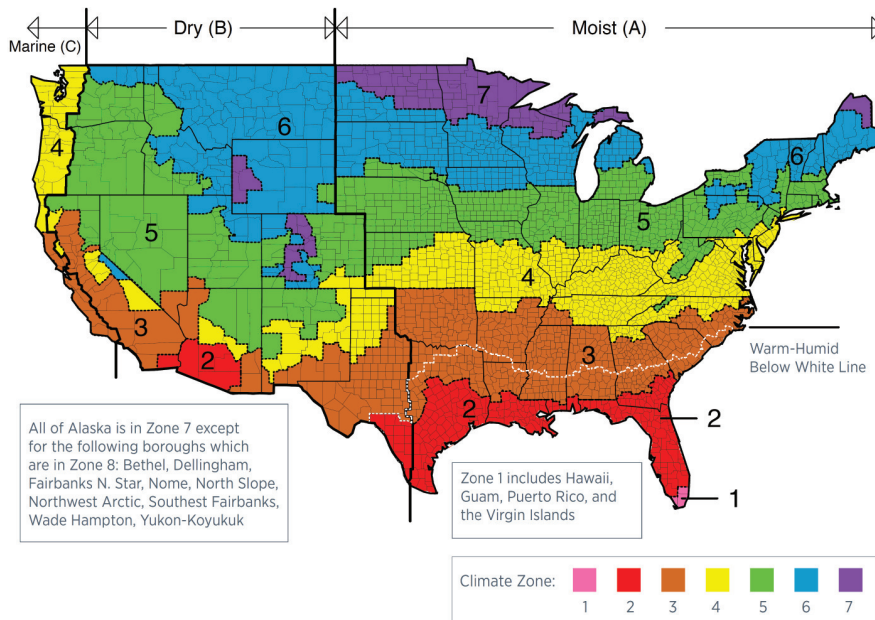 Marine (C)
Dry (B)
Moist (A)
7
6
4
6
5
5
4
3
3
2
2
2
1
Warm-Humid
Below White Line
All of Alaska is in Zone 7 except
for the following boroughs which
are in Zone 8: Bethel, Dellingham,
Fairbanks N. Star, Nome, North Slope,
Northwest Arctic, Southest Fairbanks,
Wade Hampton, Yukon-Koyukuk
Zone 1 includes Hawaii,
Guam, Puerto Rico, and
the Virgin Islands
Climate Zone:
1 2 3 4 5 6 7